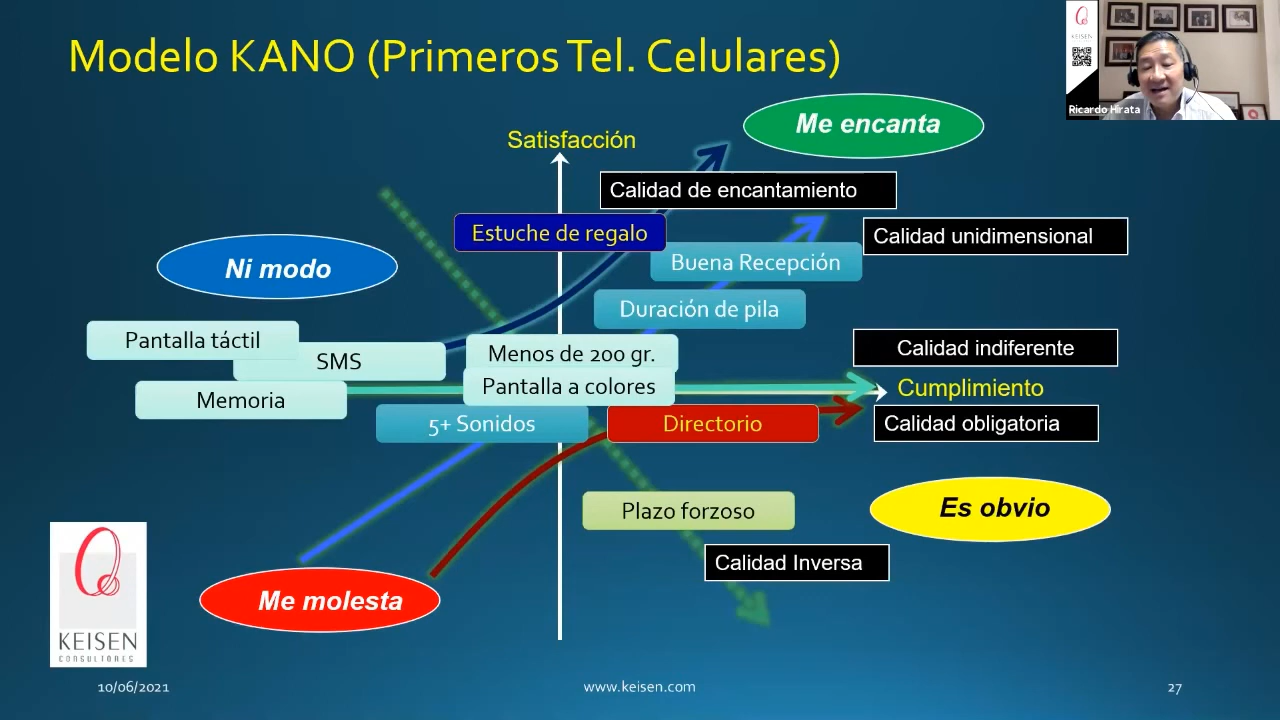 Modelo KANO (Primeros Tel. Celulares)
KEISEN
Ricardo Hirata
Me encanta
Satisfacción
Calidad de encantamiento
Estuche de regalo
Calidad unidimensional
Ni modo
Buena Recepción
Duración de pila
Pantalla táctil
SMS
Menos de 200 gr.
Calidad indiferente
Memoria
Pantalla a colores
Cumplimiento
5+ Sonidos
Directorio
Calidad obligatoria
Plazo forzoso
Es obvio
Calidad Inversa
Me molesta
KEISEN
CONSULTORES
10/06/2021
www.keisen.com
27